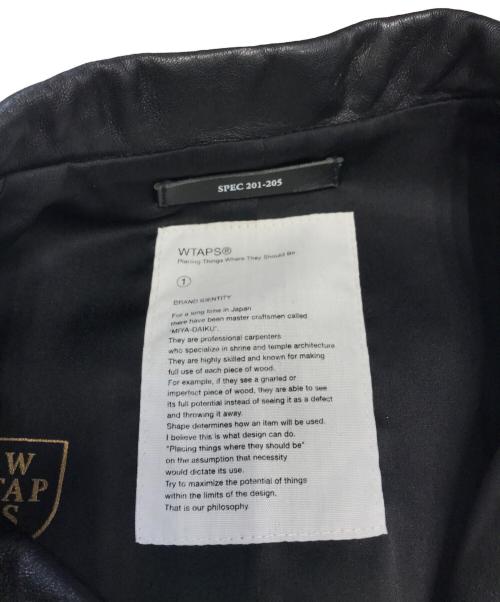 SPEC 201-205
WTAPS®
Placing Things Where They Should Be
1
BRAND IDENTITY
For a long time in Japan
there have been master craftsmen called
"MIYA-DAIKU".
They are professional carpenters
who specialize in shrine and temple architecture
They are highly skilled and known for making
full use of each piece of wood.
For example, if they see a gnarled or
imperfect piece of wood, they are able to see
its full potential instead of seeing it as a defect
and throwing it away.
Shape determines how an item will be used.
I believe this is what design can do.
"Placing things where they should be"
on the assumption that necessity
would dictate its use.
Try to maximize the potential of things
within the limits of the design.
That is our philosophy
W
TAP
S